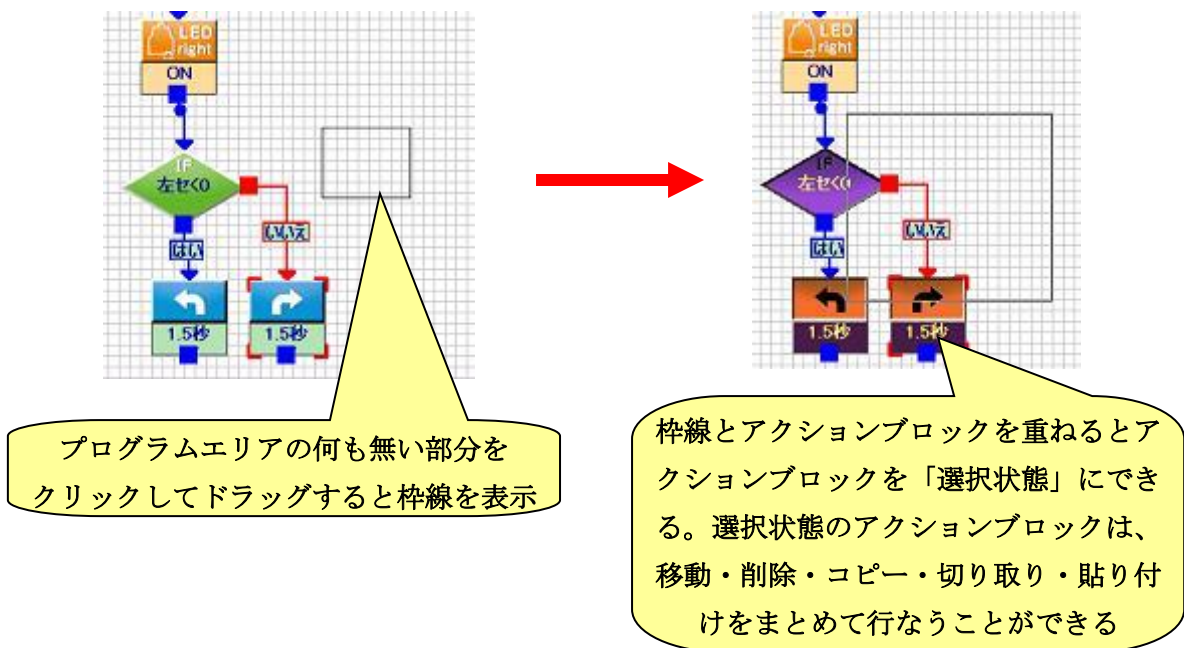 LED
right
ON
IF
左セ<0
いいえ
はい
1.5秒
1.5秒
プログラムエリアの何も無い部分を
クリックしてドラッグすると枠線を表示
LED
right
ON
IF
左セ<0
いいえ
はい
1.5秒
1.5秒
枠線とアクションブロックを重ねるとア
クションブロックを「選択状態」にでき
る。選択状態のアクションブロックは、
移動・削除・コピー・切り取り・貼り付
けをまとめて行なうことができる